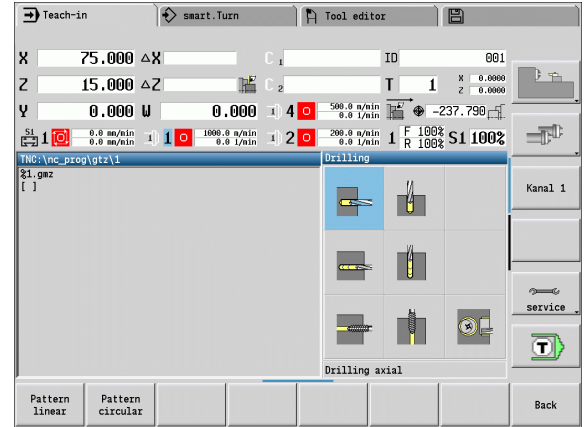 Teach-in
smart.Turn
Tool editor
X 75.000 ΔX C 1 ID 001
Z 15.000 ΔZ C 2 T 1 X 0.0000
Z 0.0000
Y 0.000 W 0.000 4 500.0 m/min
0.0 1/min -237.790
S1 1 0.0 mm/min
0.0 mm/min 1 1000.0 m/min
0.0 1/min 2 200.0 m/min
0.0 1/min 1 F 100%
R 100% S1 100%
TNC:\nc_prog\gtz\1
%1.gmz
[ ]
Drilling
Drilling axial
Kanal 1
service
T
Pattern
linear
Pattern
circular
Back